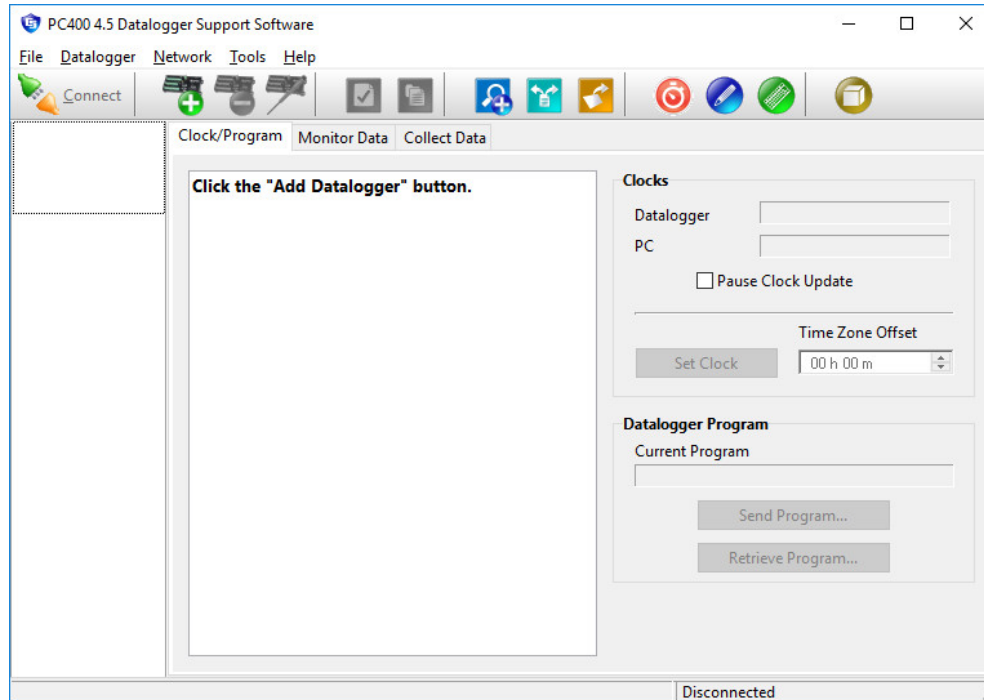 PC400 4.5 Datalogger Support Software
File Datalogger Network Tools Help
Connect
Clock/Program Monitor Data Collect Data
Click the "Add Datalogger" button.
Clocks
Datalogger
PC
Pause Clock Update
Time Zone Offset
Set Clock
00 h 00 m
Datalogger Program
Current Program
Send Program...
Retrieve Program...
Disconnected